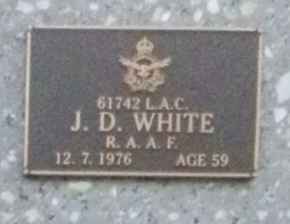 61742 L.A.C.
J. D. WHITE
R. A. A. F.
12. 7. 1976 AGE 59